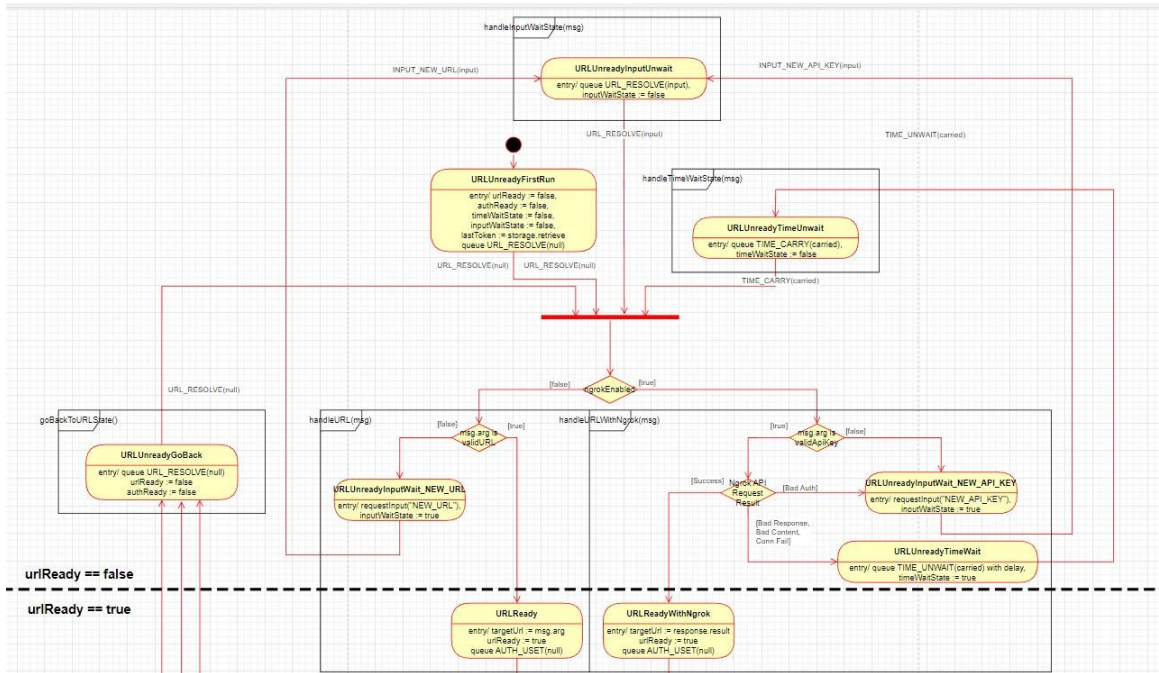 handleInputWaitState(msg)
URLUnreadyInputUnwait
entry/ queue URL_RESOLVE(input),
inputWaitState := false
INPUT_NEW_URL(input)
INPUT_NEW_API_KEY(input)
URL_RESOLVE(input)
TIME_UNWAIT(carried)
URLUnreadyFirstRun
entry/ urlReady := false,
authReady := false,
timeWaitState := false,
inputWaitState := false,
lastToken := storage.retrieve
queue URL_RESOLVE(null)
handleTimeWaitState(msg)
URLUnreadyTimeUnwait
entry/ queue TIME_CARRY(carried),
timeWaitState := false
URL_RESOLVE(null)
URL_RESOLVE(null)
TIME_CARRY(carried)
URL_RESOLVE(null)
[false]
ngrokEnabled
[true]
goBackToURLState()
URLUnreadyGoBack
entry/ queue URL_RESOLVE(null)
urlReady := false
authReady := false
handleURL(msg)
[false]
msg.arg is
validURL
[true]
handleURLWithNgrok(msg)
[true]
msg.arg is
validApiKey
[false]
URLUnreadyInputWait_NEW_URL
entry/ requestInput("NEW_URL"),
inputWaitState := true
[Success]
Ngrok API
Request
Result
[Bad Auth]
URLUnreadyInputWait_NEW_API_KEY
entry/ requestInput("NEW_API_KEY"),
inputWaitState := true
[Bad Response,
Bad Content,
Conn Fail]
URLUnreadyTimeWait
entry/ queue TIME_UNWAIT(carried) with delay,
timeWaitState := true
urlReady == false
urlReady == true
URLReady
entry/ targetUrl := msg.arg
urlReady := true
queue AUTH_USET(null)
URLReadyWithNgrok
entry/ targetUrl := response.result
urlReady := true
queue AUTH_USET(null)